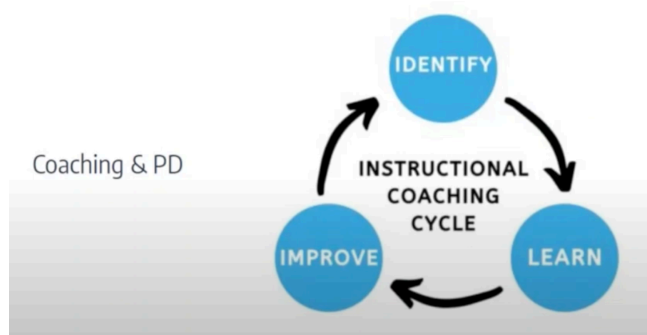 Coaching & PD
IDENTIFY
INSTRUCTIONAL
COACHING
CYCLE
IMPROVE
LEARN